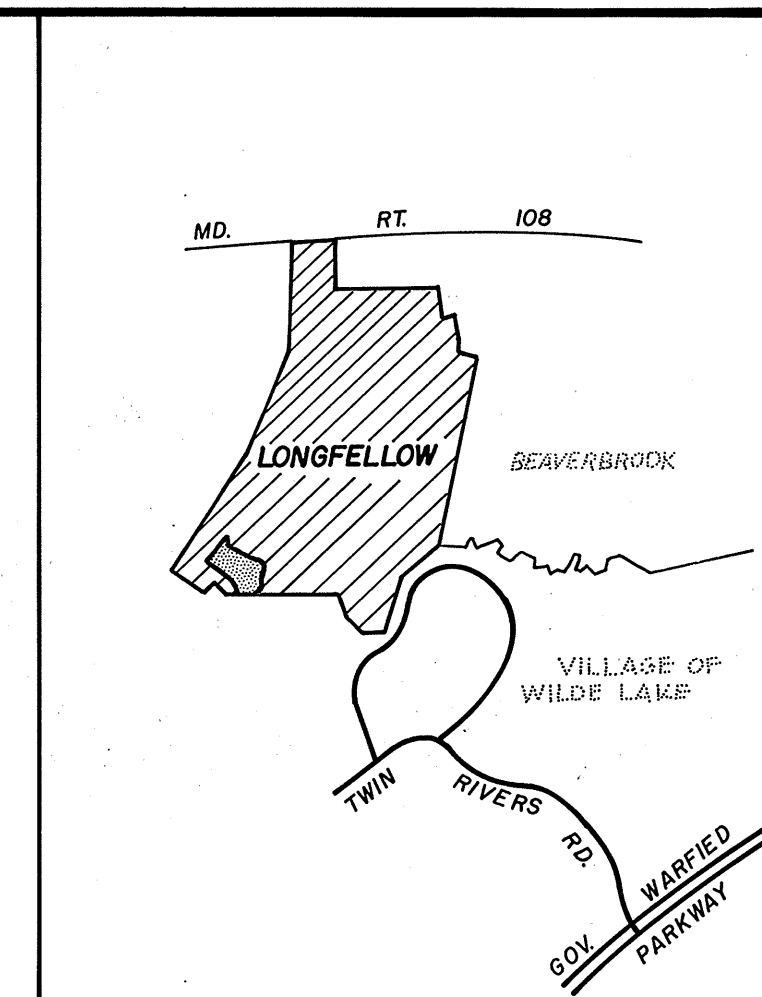 MD. RT. 108
LONGFELLOW
BEAVERBROOK
VILLAGE OF
WILDE LAKE
TWIN RIVERS RD.
GOV. WARFIED
PARKWAY